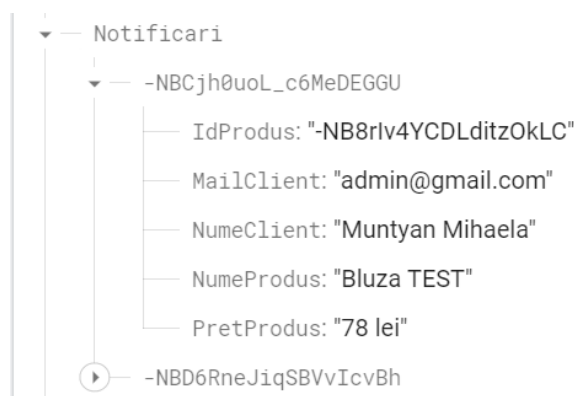 Notificari
-NBCjh0uoL_c6MeDEGGU
IdProdus: "-NB8rIv4YCDLditzOkLC"
MailClient: "admin@gmail.com"
NumeClient: "Muntyan Mihaela"
NumeProdus: "Bluza TEST"
PretProdus: "78 lei"
-NBD6RneJiqSBVvIcvBh